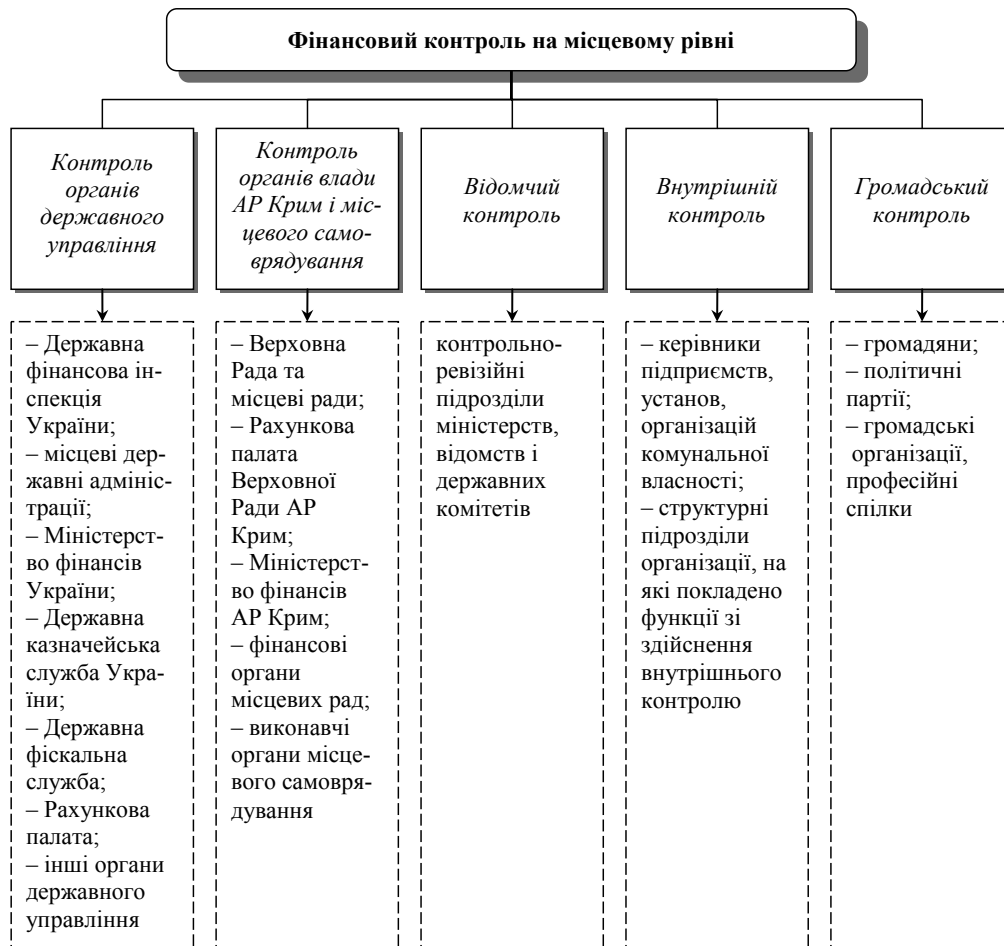 Фінансовий контроль на місцевому рівні
Контроль
органів
державного
управління
Контроль
органів влади
АР Крим і міс-
цевого само-
врядування
Відомчий
контроль
Внутрішній
контроль
Громадський
контроль
– Державна
фінансова ін-
спекція
України;
– місцеві дер-
жавні адмініс-
трації;
– Міністерст-
во фінансів
України;
– Державна
казначейська
служба Укра-
їни;
– Державна
фіскальна
служба;
– Рахункова
палата;
– інші органи
державного
управління
– Верховна
Рада та
місцеві ради;
– Рахункова
палата
Верховної
Ради АР
Крим;
– Міністерст-
во фінансів
АР Крим;
– фінансові
органи
місцевих рад;
– виконавчі
органи місце-
вого самовря-
дування
контрольно-
ревізійні
підрозділи
міністерств,
відомств і
державних
комітетів
– керівники
підприємств,
установ,
організацій
комунальної
власності;
– структурні
підрозділи
організації, на
які покладено
функції зі
здійснення
внутрішнього
контролю
– громадяни;
– політичні
партії;
– громадські
організації,
професійні
спілки